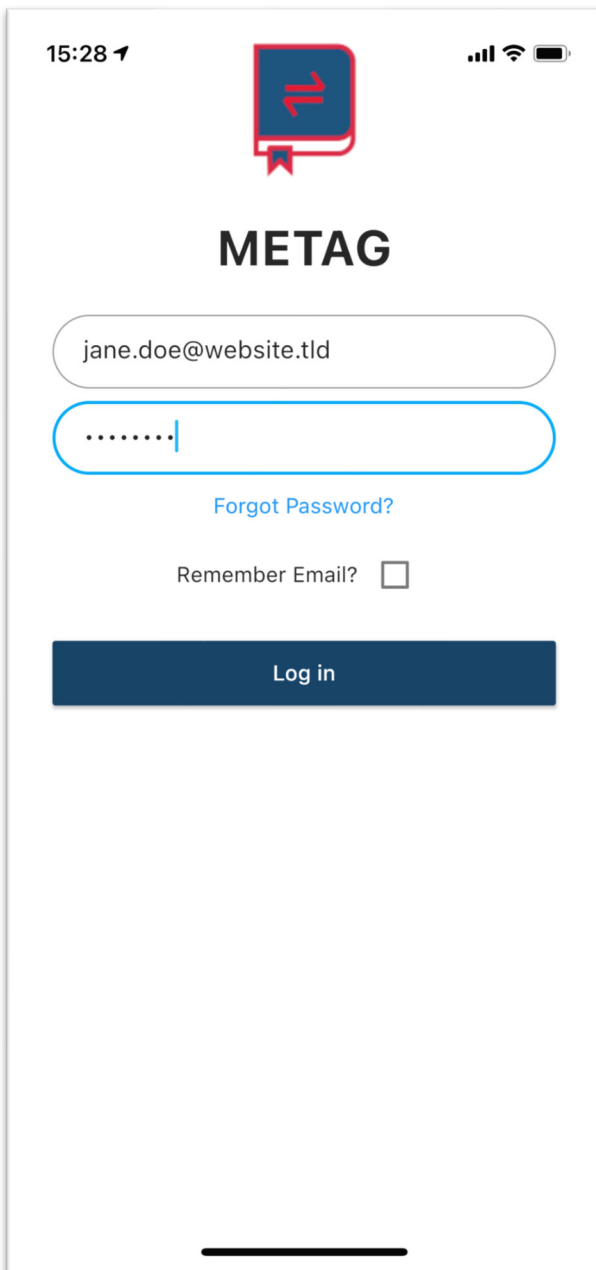 15:28
METAG
jane.doe@website.tld
••••••••
Forgot Password?
Remember Email?
Log in